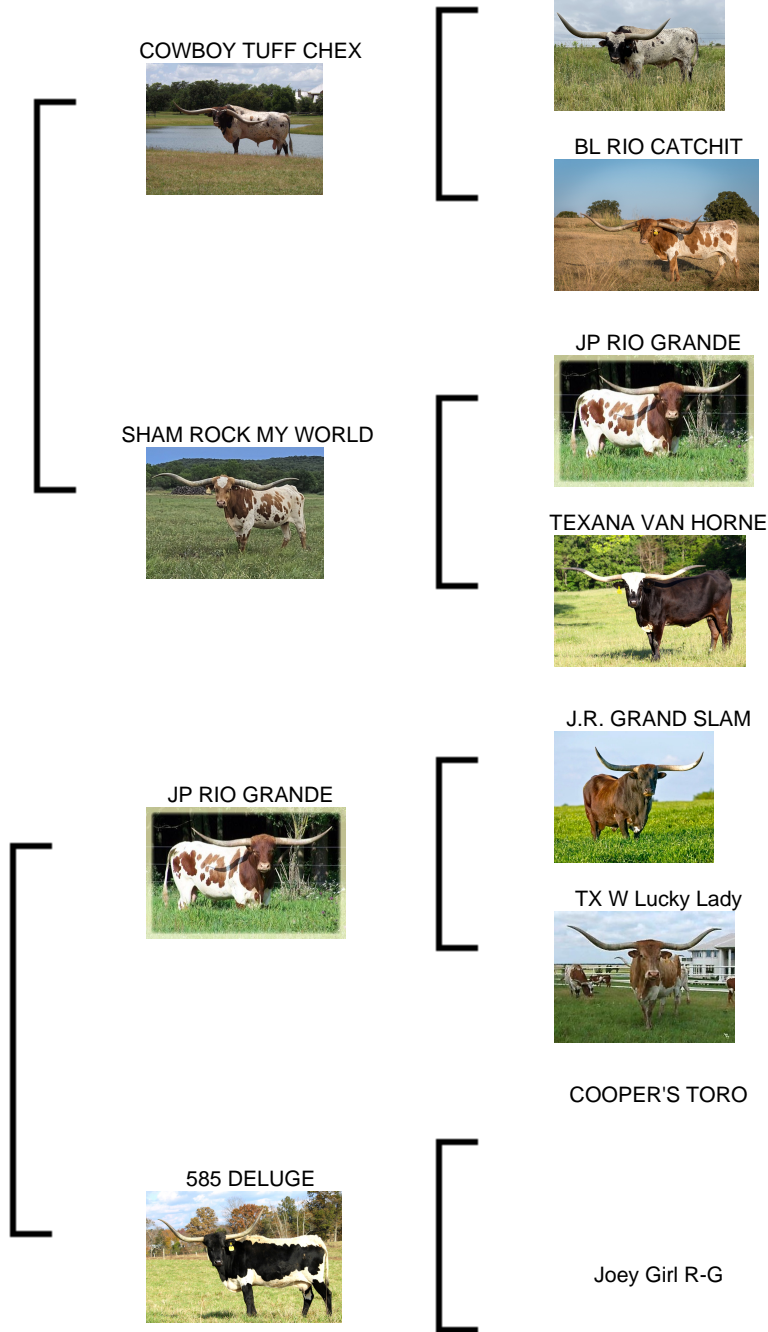 COWBOY TUFF CHEX
BL RIO CATCHIT
JP RIO GRANDE
SHAM ROCK MY WORLD
TEXANA VAN HORNE
J.R. GRAND SLAM
JP RIO GRANDE
TX W Lucky Lady
COOPER'S TORO
585 DELUGE
Joey Girl R-G